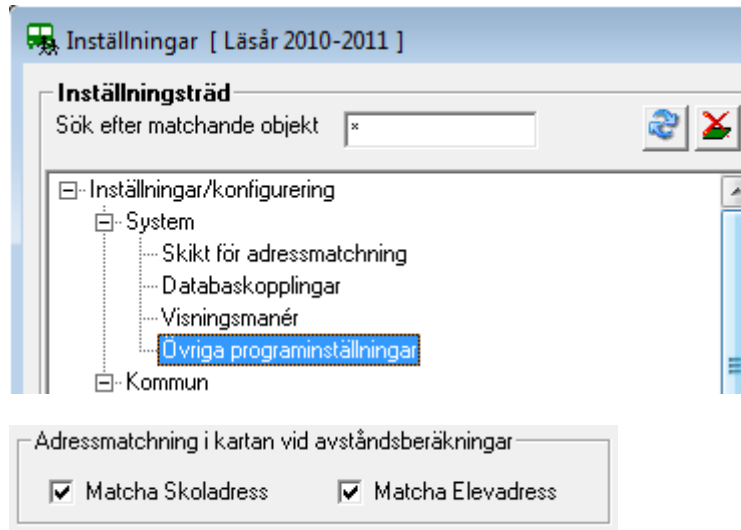 Inställningar [ Läsår 2010-2011 ]
Inställningsträd
Sök efter matchande objekt *
Inställningar/konfigurering
System
Skikt för adressmatchning
Databaskopplingar
Visningsmanér
Övriga programinställningar
Kommun
Adressmatchning i kartan vid avståndsberäkningar
Matcha Skoladress Matcha Elevadress